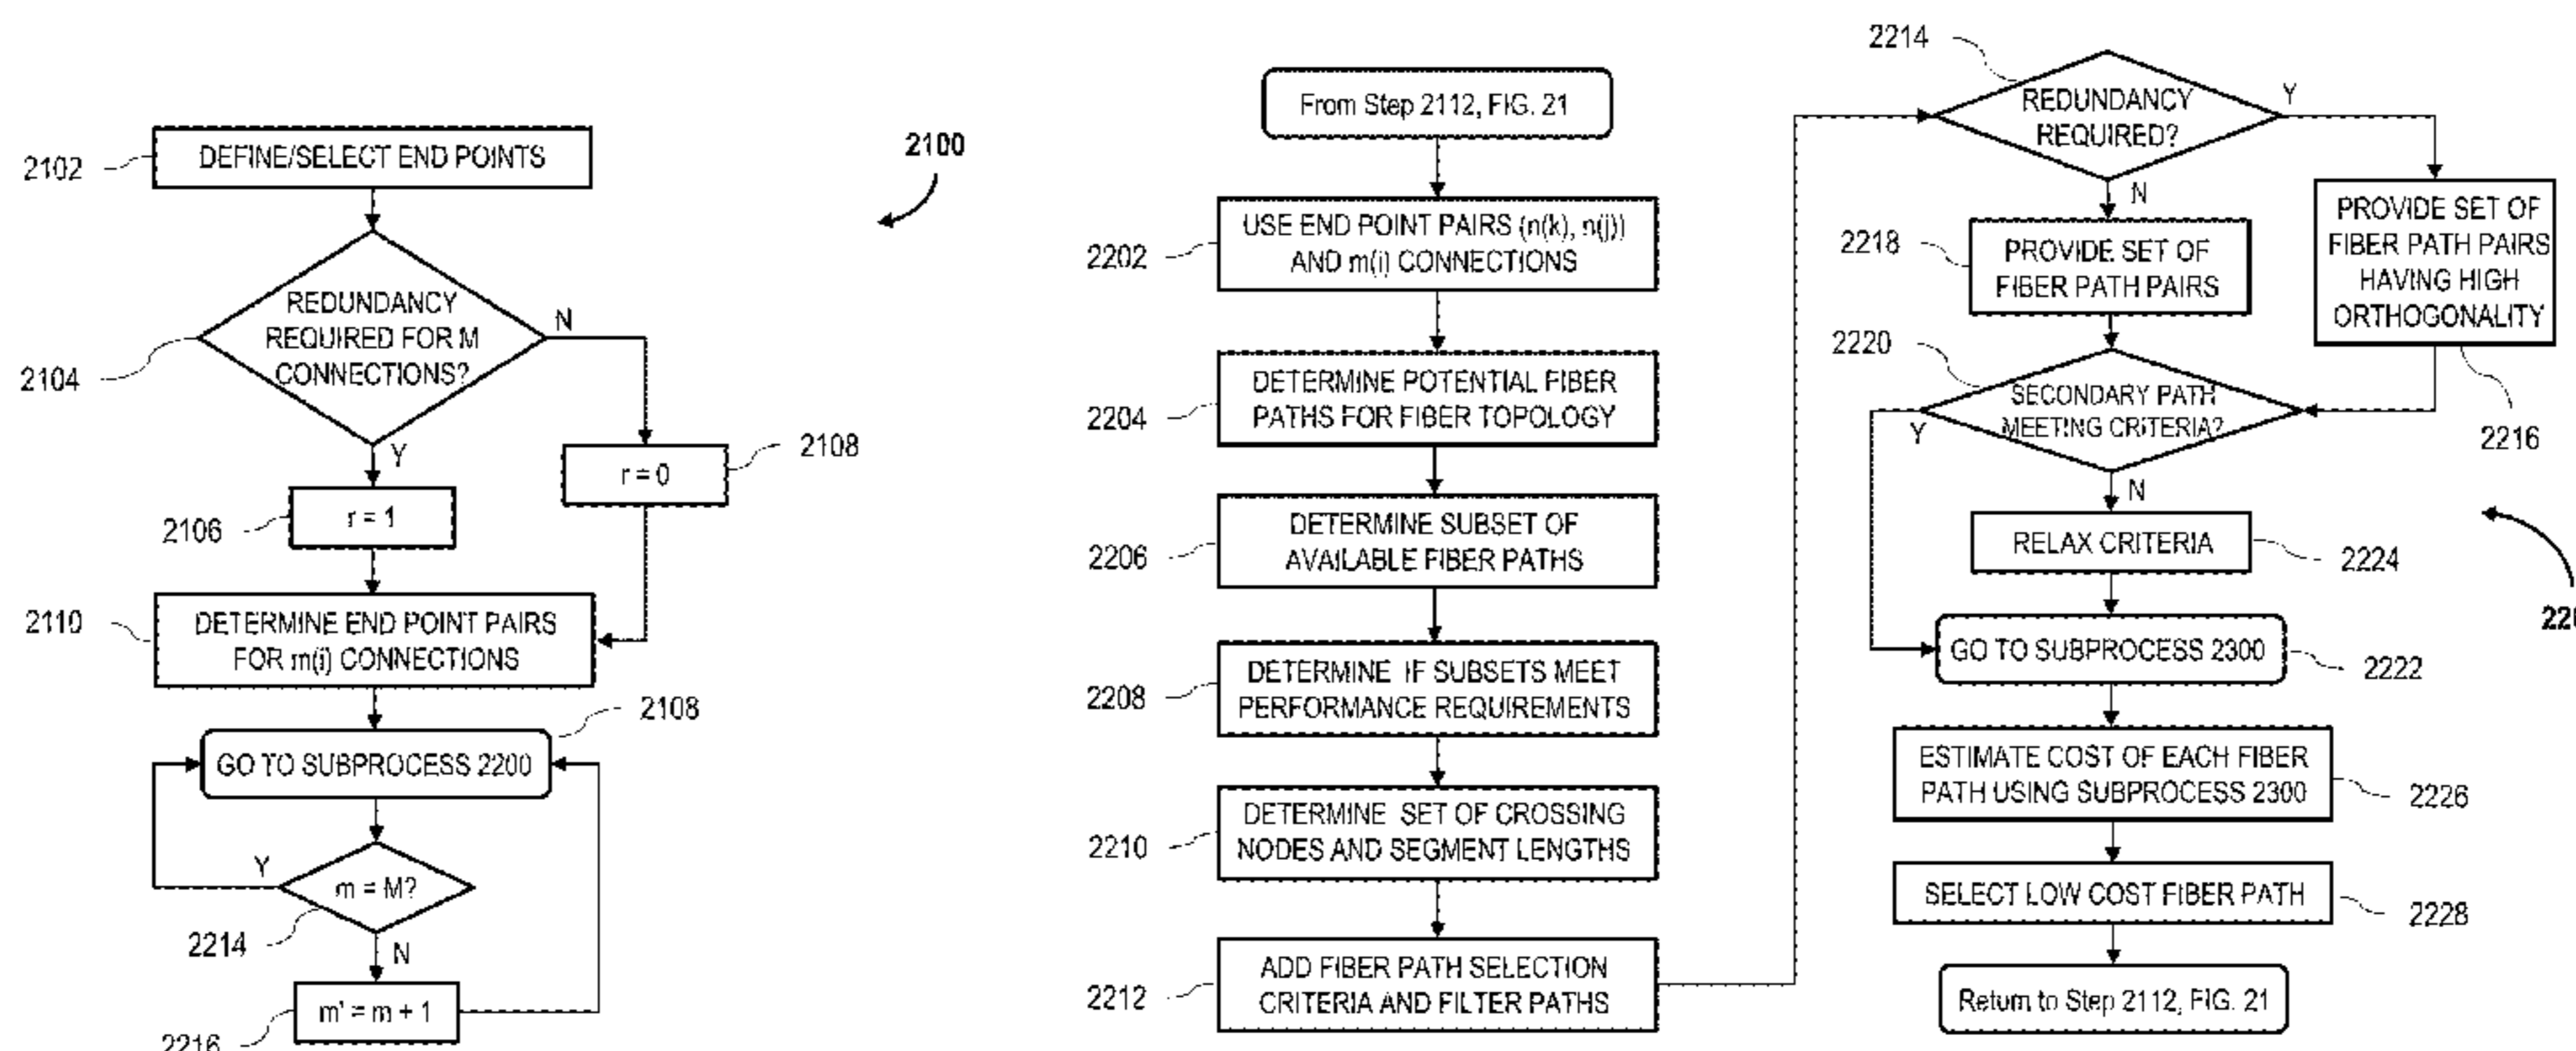 2100
2102
DEFINE/SELECT END POINTS
2104
REDUNDANCY
REQUIRED FOR M
CONNECTIONS?
N
Y
2108
r = 0
2106
r = 1
2110
DETERMINE END POINT PAIRS
FOR m(i) CONNECTIONS
2108
GO TO SUBPROCESS 2200
Y
m = M?
2214
N
m' = m + 1
2216
From Step 2112, FIG. 21
2202
USE END POINT PAIRS (n(k), n(j))
AND m(i) CONNECTIONS
2204
DETERMINE POTENTIAL FIBER
PATHS FOR FIBER TOPOLOGY
2206
DETERMINE SUBSET OF
AVAILABLE FIBER PATHS
2208
DETERMINE IF SUBSETS MEET
PERFORMANCE REQUIREMENTS
2210
DETERMINE SET OF CROSSING
NODES AND SEGMENT LENGTHS
2212
ADD FIBER PATH SELECTION
CRITERIA AND FILTER PATHS
2214
REDUNDANCY
REQUIRED?
Y
N
PROVIDE SET OF
FIBER PATH PAIRS
HAVING HIGH
ORTHOGONALITY
2216
2218
PROVIDE SET OF
FIBER PATH PAIRS
2220
SECONDARY PATH
MEETING CRITERIA?
Y
N
RELAX CRITERIA
2224
GO TO SUBPROCESS 2300
2222
ESTIMATE COST OF EACH FIBER
PATH USING SUBPROCESS 2300
2226
SELECT LOW COST FIBER PATH
2228
Return to Step 2112, FIG. 21